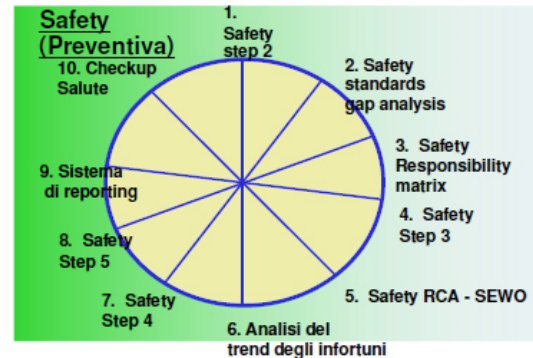 Safety
(Preventiva)
1.
Safety
step 2
2. Safety
standards
gap analysis
3. Safety
Responsibility
matrix
4. Safety
Step 3
5. Safety RCA - SEWO
6. Analisi del
trend degli infortuni
7. Safety
Step 4
8. Safety
Step 5
9. Sistema
di reporting
10. Checkup
Salute